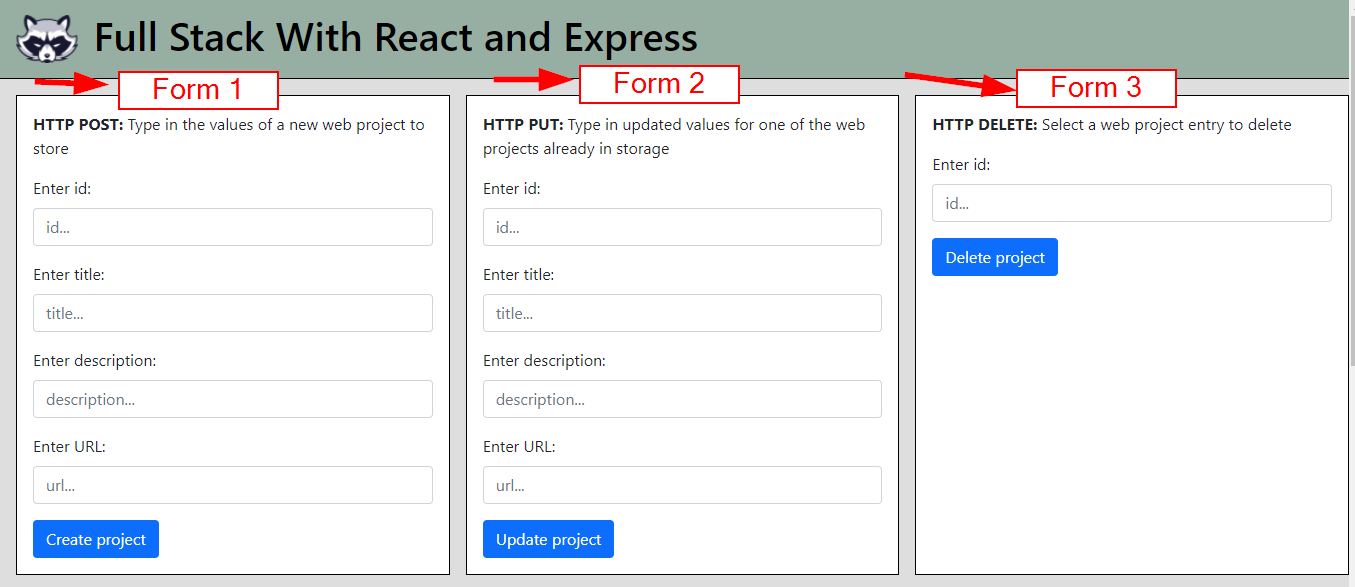 Full Stack With React and Express
Form 1
HTTP POST: Type in the values of a new web project to
store
Enter id:
id...
Enter title:
title...
Enter description:
description...
Enter URL:
url...
Create project
Form 2
HTTP PUT: Type in updated values for one of the web
projects already in storage
Enter id:
id...
Enter title:
title...
Enter description:
description...
Enter URL:
url...
Update project
Form 3
HTTP DELETE: Select a web project entry to delete
Enter id:
id...
Delete project